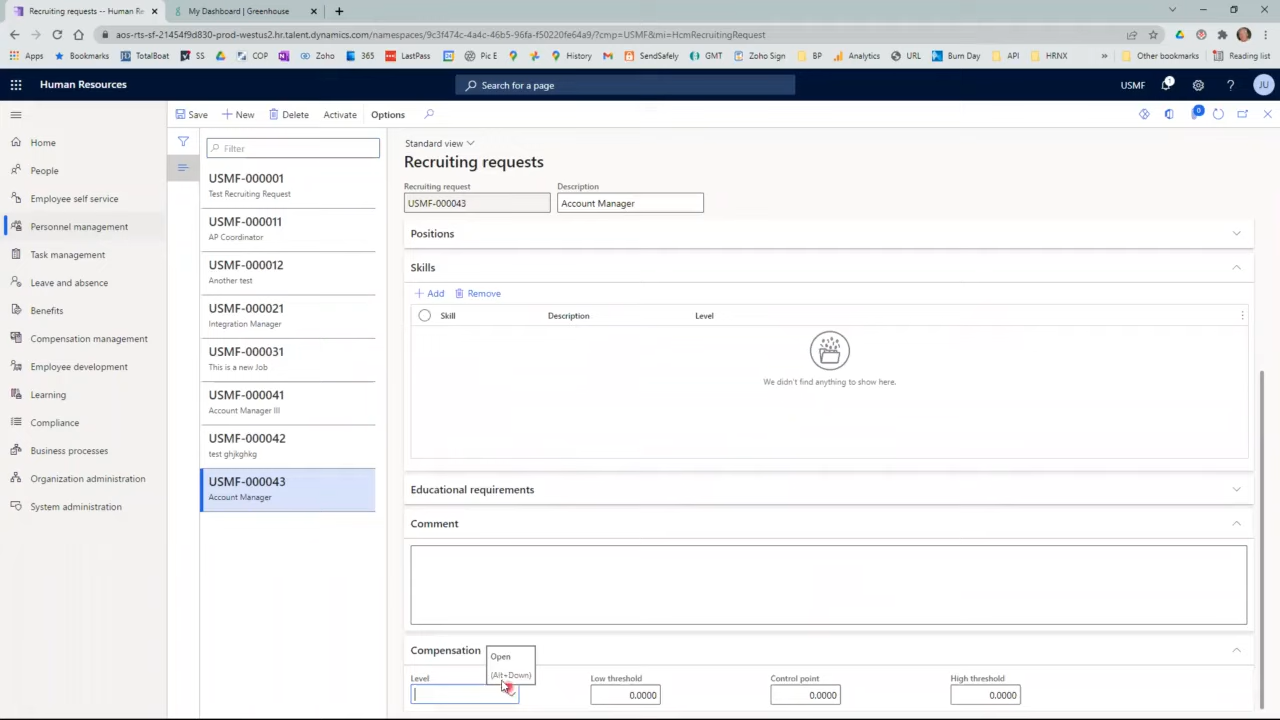 Recruiting requests -- Human Re
My Dashboard | Greenhouse
aos-rts-sf-21454f9d830-prod-westus2.hr.talent.dynamics.com/namespaces/9c3f474c-4a4c-46b5-96fa-f50220fe64a9/?cmp=USMF&mi=HcmRecruitingRequest
Apps Bookmarks TotalBoat SS COP Zoho 365 LastPass Pic E History SendSafely GMT Zoho Sign BP Analytics URL Burn Day API HRNX » Other bookmarks Reading list
Human Resources
Search for a page
USMF 1 ? JU
Save New Delete Activate Options
0
Home
People
Employee self service
Personnel management
Task management
Leave and absence
Benefits
Compensation management
Employee development
Learning
Compliance
Business processes
Organization administration
System administration
Filter
USMF-000001
Test Recruiting Request
USMF-000011
AP Coordinator
USMF-000012
Another test
USMF-000021
Integration Manager
USMF-000031
This is a new Job
USMF-000041
Account Manager III
USMF-000042
test ghjkghkg
USMF-000043
Account Manager
Standard view
Recruiting requests
Recruiting request Description
USMF-000043 Account Manager
Positions
Skills
Add Remove
Skill Description Level
We didn't find anything to show here.
Educational requirements
Comment
Compensation
Open
(Alt+Down)
Level Low threshold Control point High threshold
0.0000 0.0000 0.0000